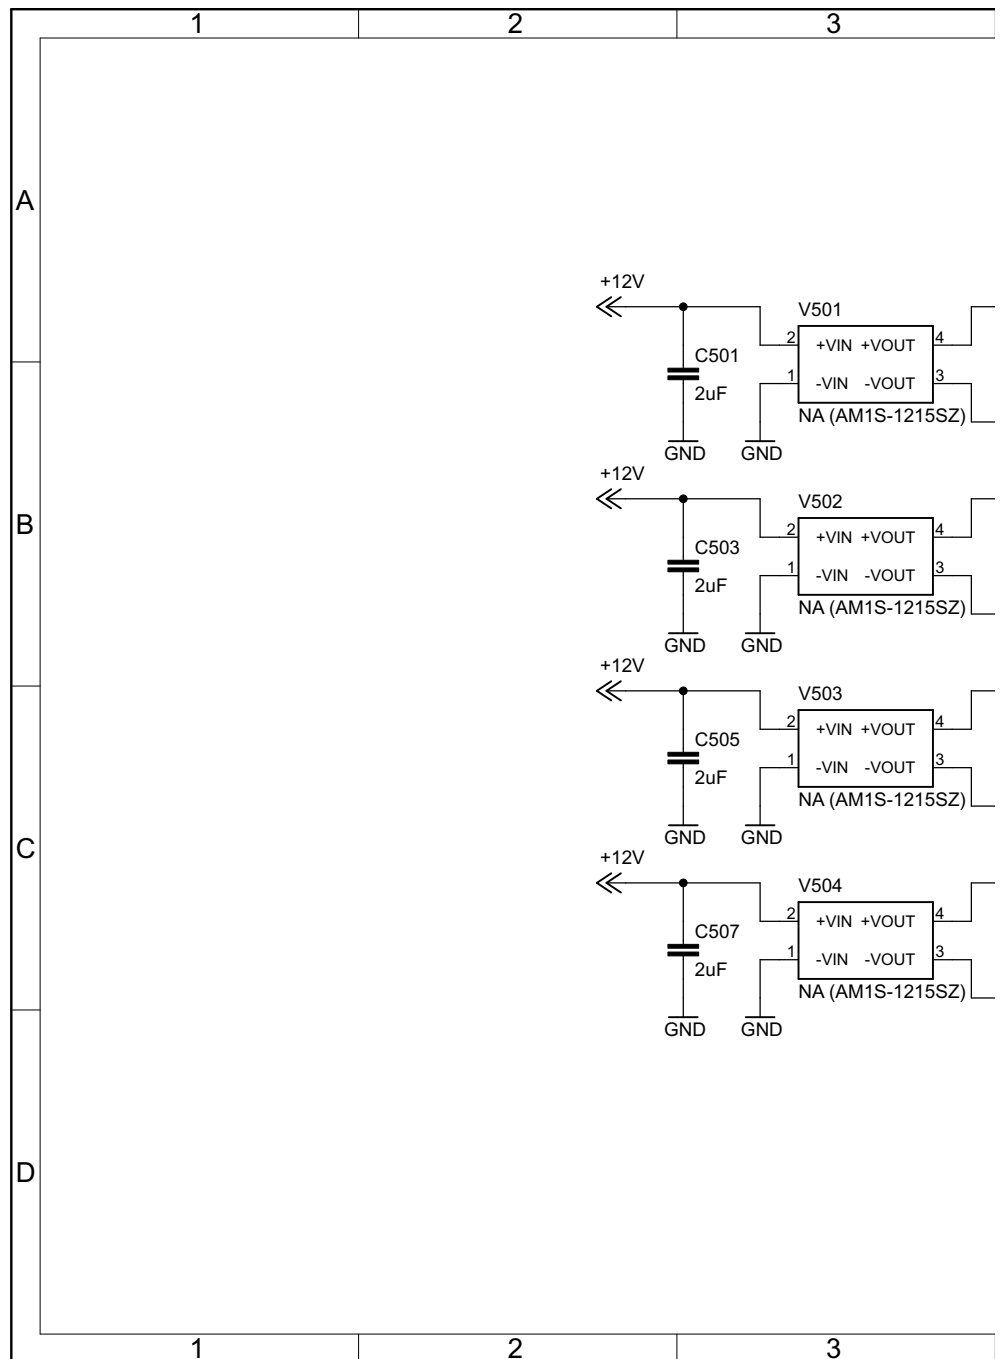 1 2 3
A
+12V
V501
2 +VIN +VOUT 4
C501
1 -VIN -VOUT 3
2uF
NA (AM1S-1215SZ)
GND GND
+12V
B
V502
2 +VIN +VOUT 4
C503
1 -VIN -VOUT 3
2uF
NA (AM1S-1215SZ)
GND GND
+12V
V503
2 +VIN +VOUT 4
C505
1 -VIN -VOUT 3
2uF
NA (AM1S-1215SZ)
GND GND
C
+12V
V504
2 +VIN +VOUT 4
C507
1 -VIN -VOUT 3
2uF
NA (AM1S-1215SZ)
GND GND
D
1 2 3